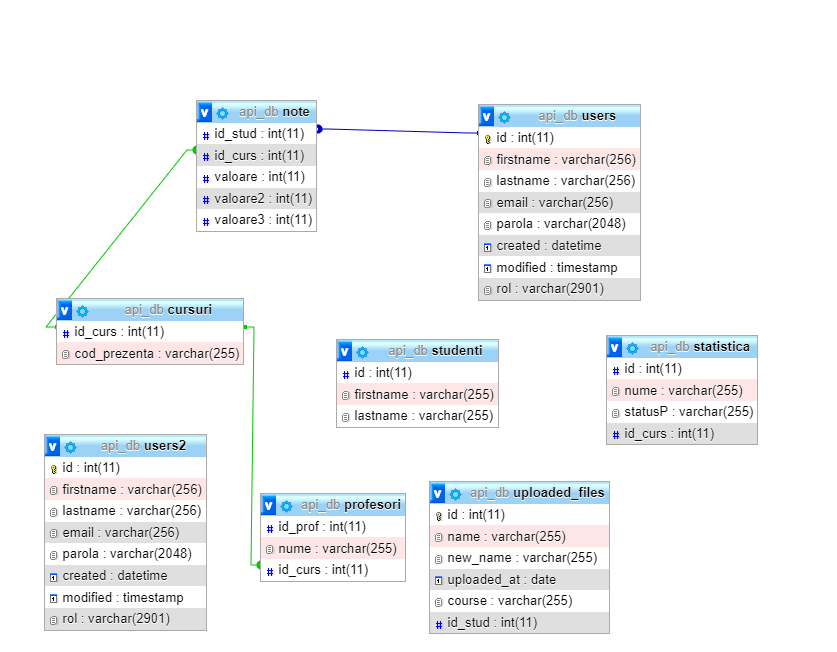 v api_db note
# id_stud : int(11)
# id_curs : int(11)
# valoare : int(11)
# valoare2 : int(11)
# valoare3 : int(11)
v api_db users
id : int(11)
firstname : varchar(256)
lastname : varchar(256)
email : varchar(256)
parola : varchar(2048)
created : datetime
modified : timestamp
rol : varchar(2901)
v api_db cursuri
# id_curs : int(11)
cod_prezenta : varchar(255)
v api_db studenti
# id : int(11)
firstname : varchar(255)
lastname : varchar(255)
v api_db statistica
# id : int(11)
nume : varchar(255)
statusP : varchar(255)
# id_curs : int(11)
v api_db users2
id : int(11)
firstname : varchar(256)
lastname : varchar(256)
email : varchar(256)
parola : varchar(2048)
created : datetime
modified : timestamp
rol : varchar(2901)
v api_db profesori
# id_prof : int(11)
nume : varchar(255)
# id_curs : int(11)
v api_db uploaded_files
id : int(11)
name : varchar(255)
new_name : varchar(255)
uploaded_at : date
course : varchar(255)
# id_stud : int(11)